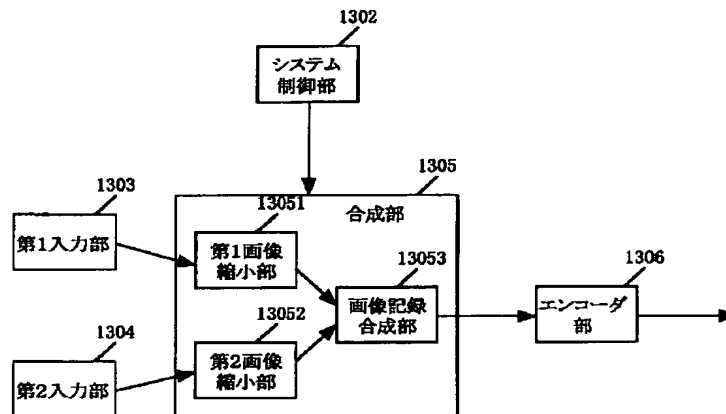 1302
システム
制御部
1303
第1入力部
1305
合成部
13051
第1画像
縮小部
13053
画像記録
合成部
1306
エンコーダ
部
1304
第2入力部
13052
第2画像
縮小部